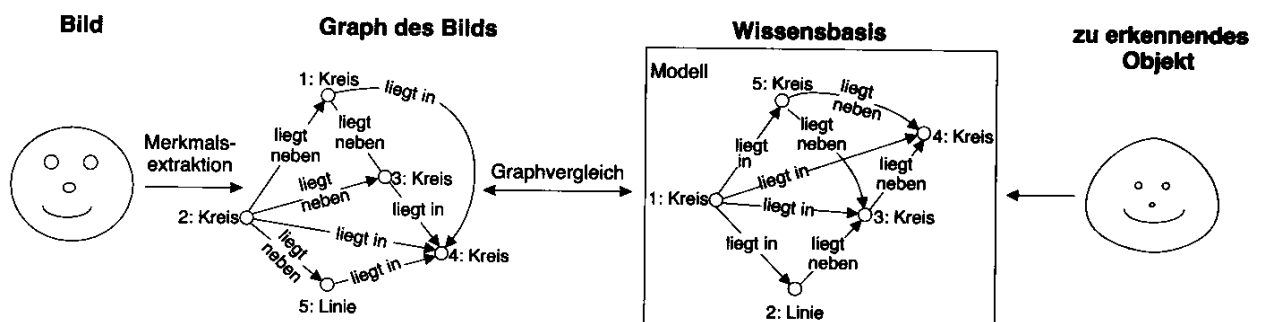 Bild
Graph des Bilds
Wissensbasis
zu erkennendes
Objekt
Merkmals-
extraktion
1: Kreis
liegt in
liegt
neben
liegt
neben
liegt
neben
3: Kreis
liegt in
2: Kreis
liegt in
4: Kreis
liegt
neben
liegt in
5: Linie
Graphvergleich
Modell
5: Kreis
liegt
neben
liegt
neben
4: Kreis
liegt
in
liegt in
liegt
neben
1: Kreis
liegt in
3: Kreis
liegt in
liegt
neben
2: Linie